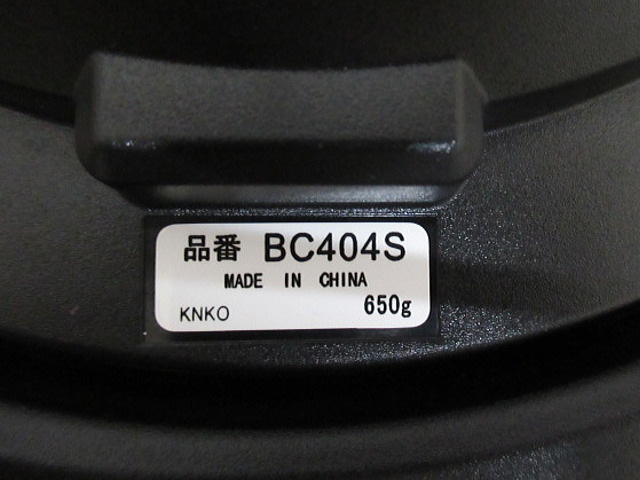 品番 BC404S
MADE IN CHINA
KNKO 650g